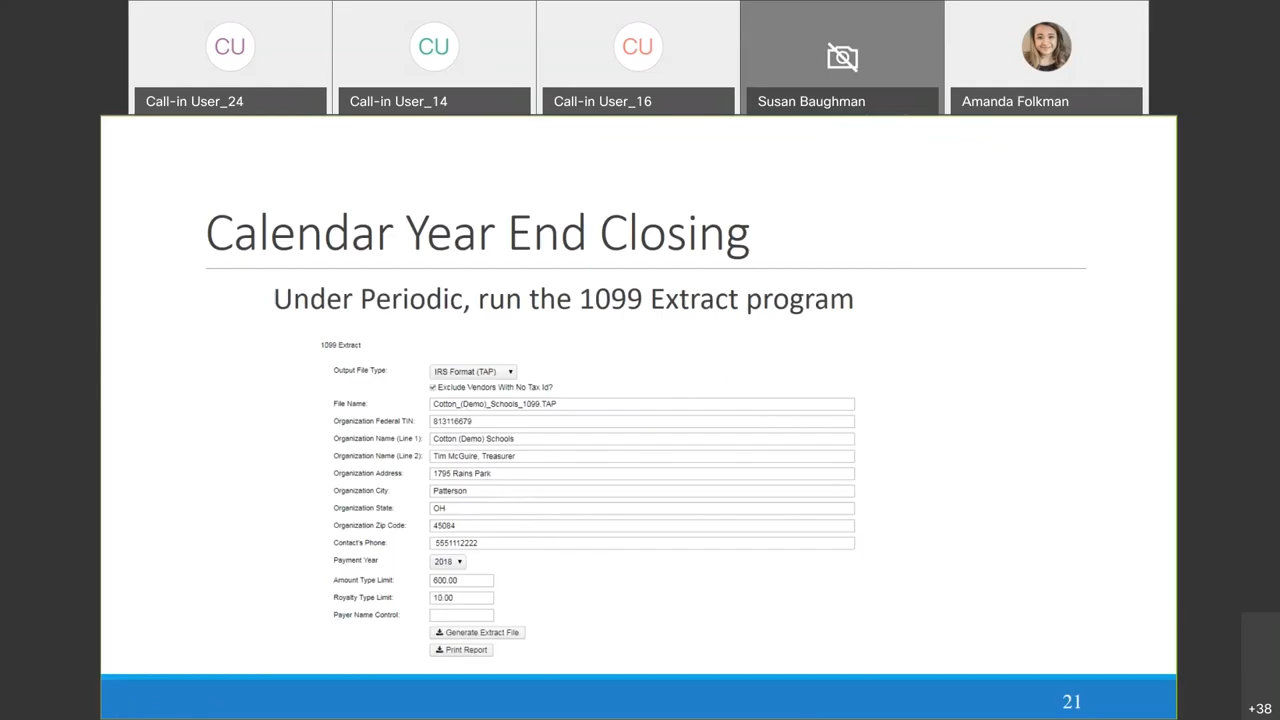 CU
CU
CU
Call-in User_24
Call-in User_14
Call-in User_16
Susan Baughman
Amanda Folkman
Calendar Year End Closing
Under Periodic, run the 1099 Extract program
1099 Extract
Output File Type: IRS Format (TAP)
Exclude Vendors With No Tax Id?
File Name: Cotton_(Demo)_Schools_1099.TAP
Organization Federal TIN: 813116679
Organization Name (Line 1): Cotton (Demo) Schools
Organization Name (Line 2): Tim McGuire, Treasurer
Organization Address: 1795 Rains Park
Organization City: Patterson
Organization State: OH
Organization Zip Code: 45084
Contact's Phone: 5551112222
Payment Year 2018
Amount Type Limit: 600.00
Royalty Type Limit: 10.00
Payer Name Control:
Generate Extract File
Print Report
21
+38